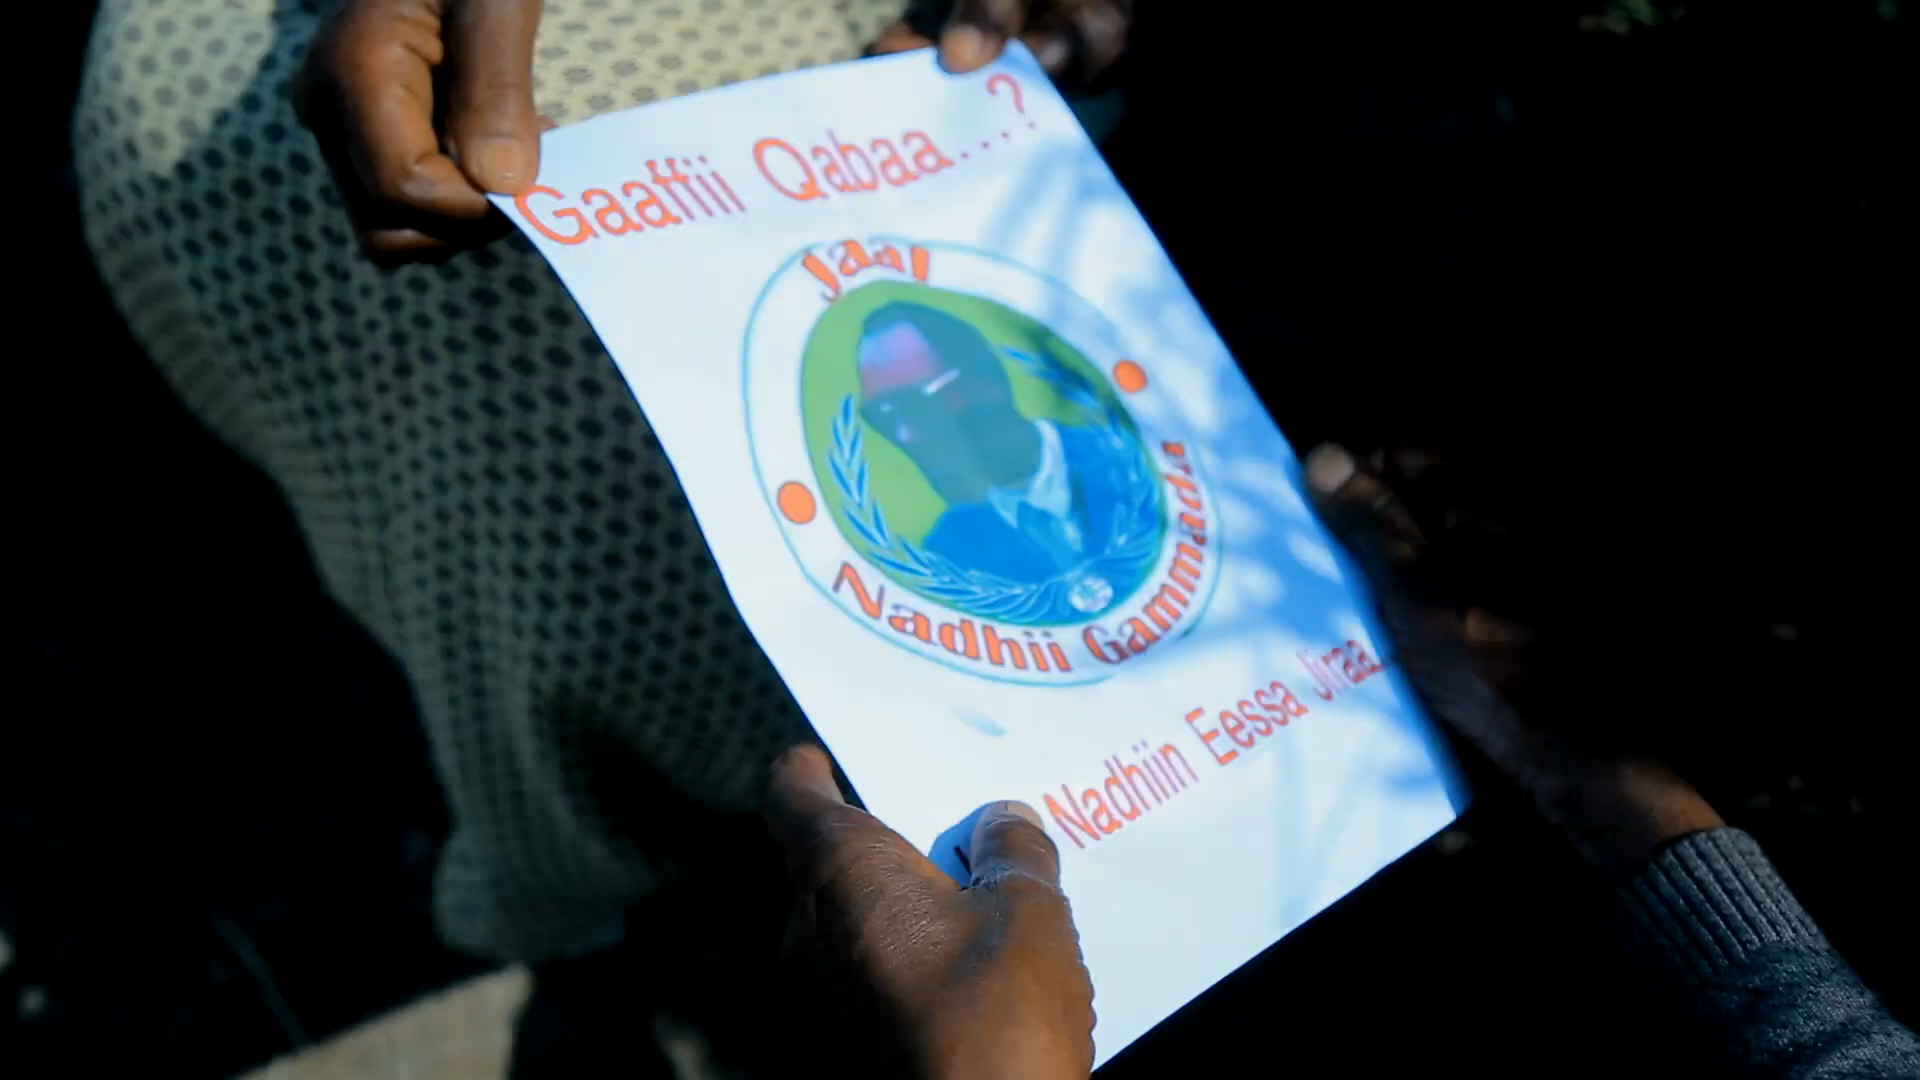 Gaaffii Qabaa...?
Jaal
Nadhii Gammada
Nadhiin Eessa Jiraa.